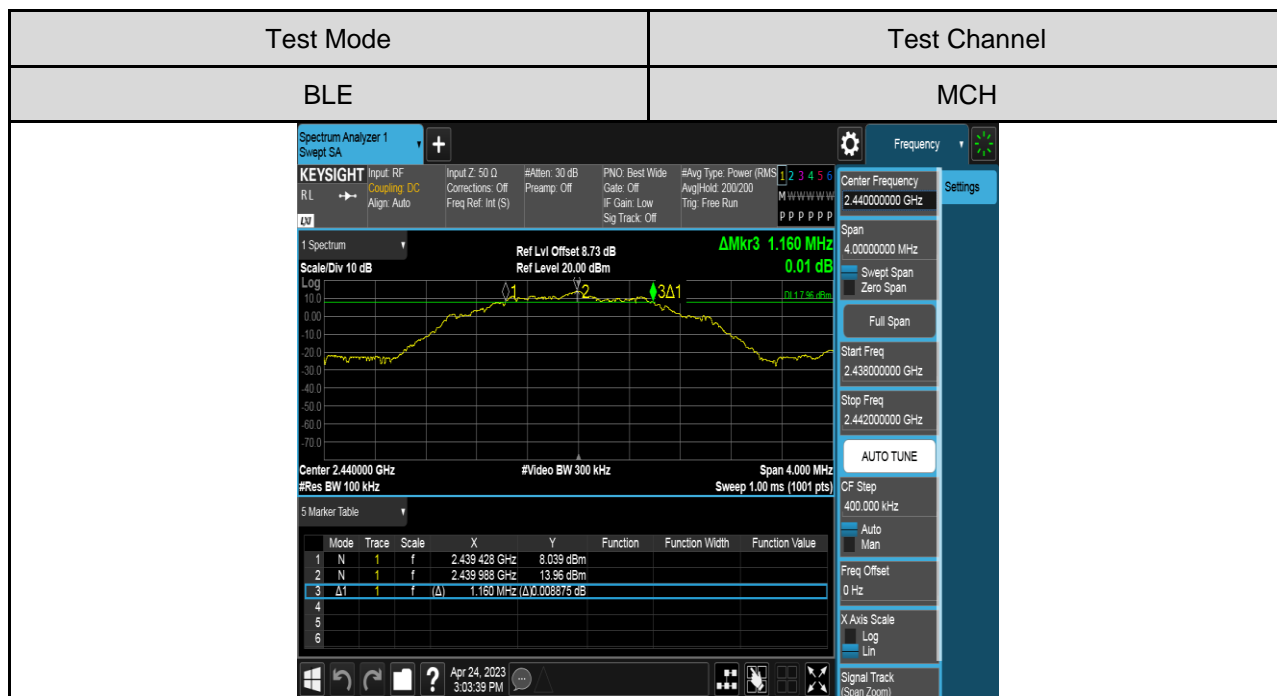 Test Mode Test Channel
BLE MCH
Spectrum Analyzer 1
Swept SA
+
Frequency
KEYSIGHT Input: RF Input Z: 50 Ω #Atten: 30 dB PNO: Best Wide #Avg Type: Power (RMS 1 2 3 4 5 6
RL Coupling: DC Corrections: Off Preamp: Off Gate: Off Avg|Hold: 200/200 M W W W W W
Align: Auto Freq Ref: Int (S) IF Gain: Low Trig: Free Run
LXI Sig Track: Off P P P P P P
1 Spectrum Ref Lvl Offset 8.73 dB ΔMkr3 1.160 MHz
Scale/Div 10 dB Ref Level 20.00 dBm 0.01 dB
Log
1 2 3Δ1
10.0 DL1 7.96 dBm
0.00
-10.0
-20.0
-30.0
-40.0
-50.0
-60.0
-70.0
Center 2.440000 GHz #Video BW 300 kHz Span 4.000 MHz
#Res BW 100 kHz Sweep 1.00 ms (1001 pts)
5 Marker Table
Mode Trace Scale X Y Function Function Width Function Value
1 N 1 f 2.439 428 GHz 8.039 dBm
2 N 1 f 2.439 988 GHz 13.96 dBm
3 Δ1 1 f (Δ) 1.160 MHz (Δ)0.008875 dB
4
5
6
?
Apr 24, 2023
3:03:39 PM
Center Frequency
2.440000000 GHz
Settings
Span
4.00000000 MHz
Swept Span
Zero Span
Full Span
Start Freq
2.438000000 GHz
Stop Freq
2.442000000 GHz
AUTO TUNE
CF Step
400.000 kHz
Auto
Man
Freq Offset
0 Hz
X Axis Scale
Log
Lin
Signal Track
(Span Zoom)